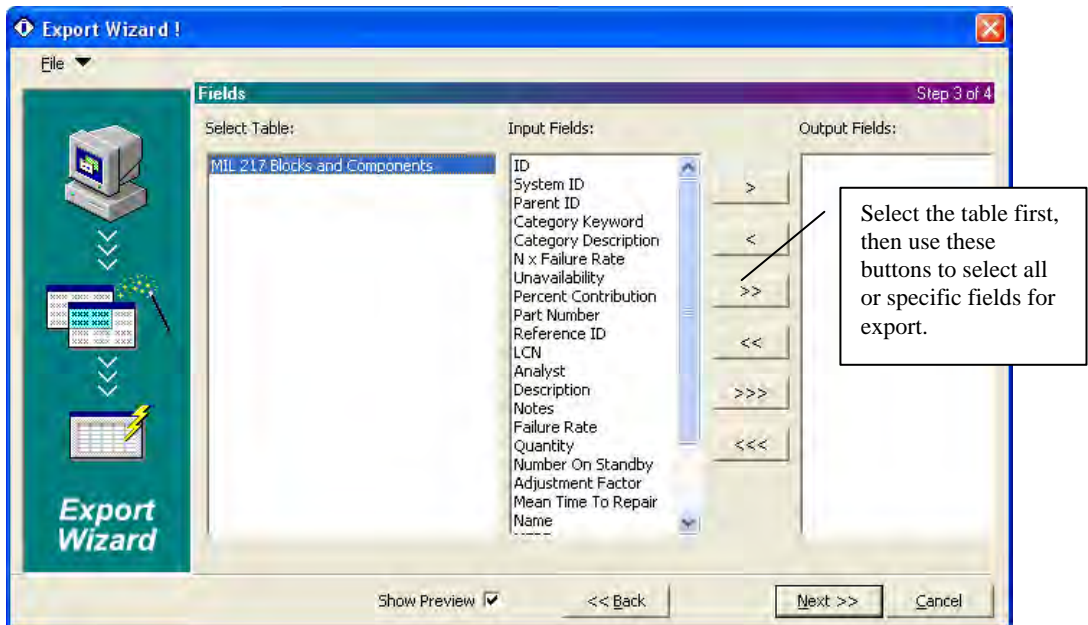 Export Wizard !
File
Fields
Step 3 of 4
Select Table:
MIL 217 Blocks and Components
Input Fields:
ID
System ID
Parent ID
Category Keyword
Category Description
N x Failure Rate
Unavailability
Percent Contribution
Part Number
Reference ID
LCN
Analyst
Description
Notes
Failure Rate
Quantity
Number On Standby
Adjustment Factor
Mean Time To Repair
Name
>
<
>>
<<
>>>
<<<
Output Fields:
Select the table first,
then use these
buttons to select all
or specific fields for
export.
Export
Wizard
Show Preview
<< Back
Next >>
Cancel